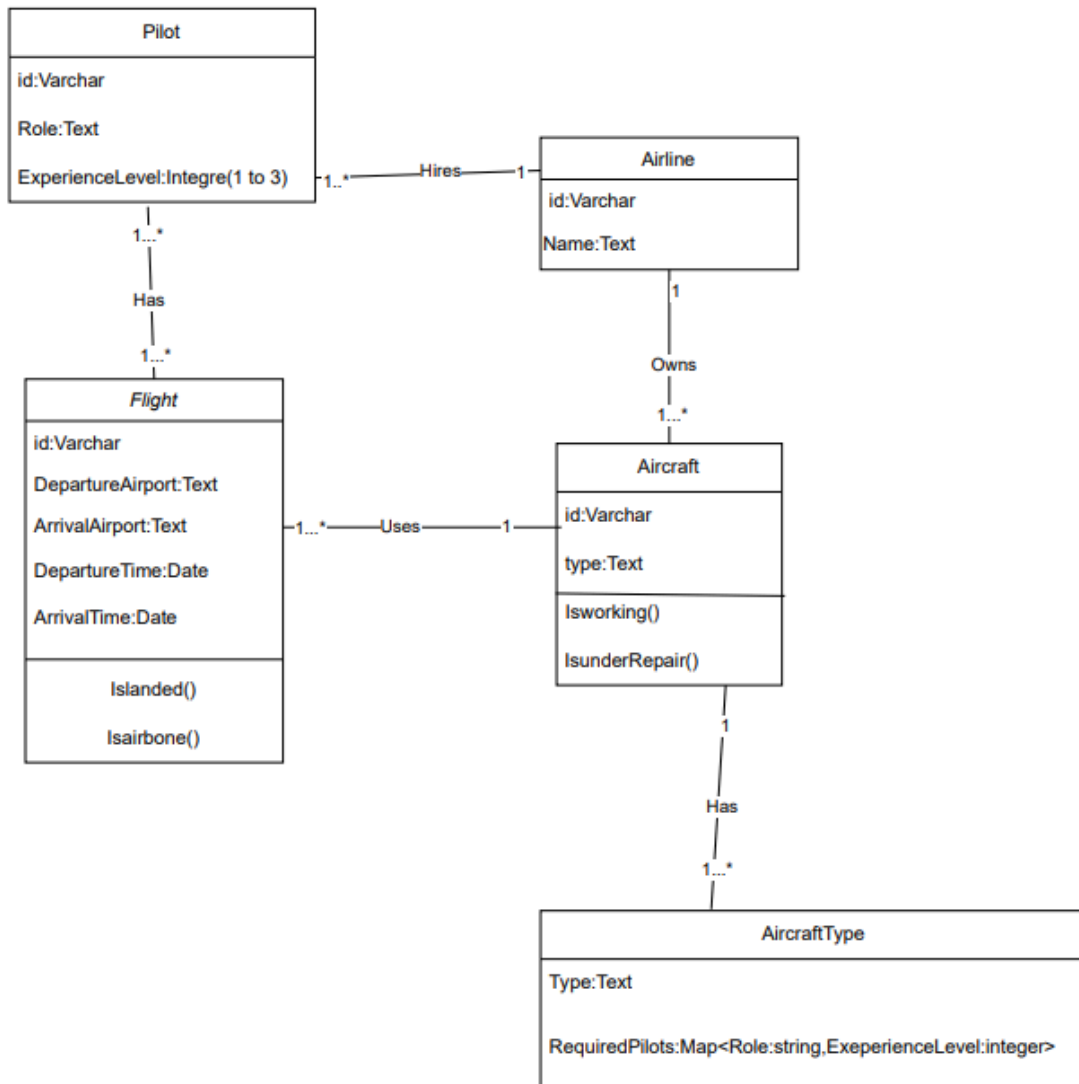 Pilot
id:Varchar
Role:Text
ExperienceLevel:Integre(1 to 3)
1..*
Hires
1
Airline
id:Varchar
Name:Text
1...*
Has
1...*
1
Owns
1...*
Flight
id:Varchar
DepartureAirport:Text
ArrivalAirport:Text
DepartureTime:Date
ArrivalTime:Date
Islanded()
Isairbone()
1...*
Uses
1
Aircraft
id:Varchar
type:Text
Isworking()
IsunderRepair()
1
Has
1...*
AircraftType
Type:Text
RequiredPilots:Map<Role:string,ExeperienceLevel:integer>